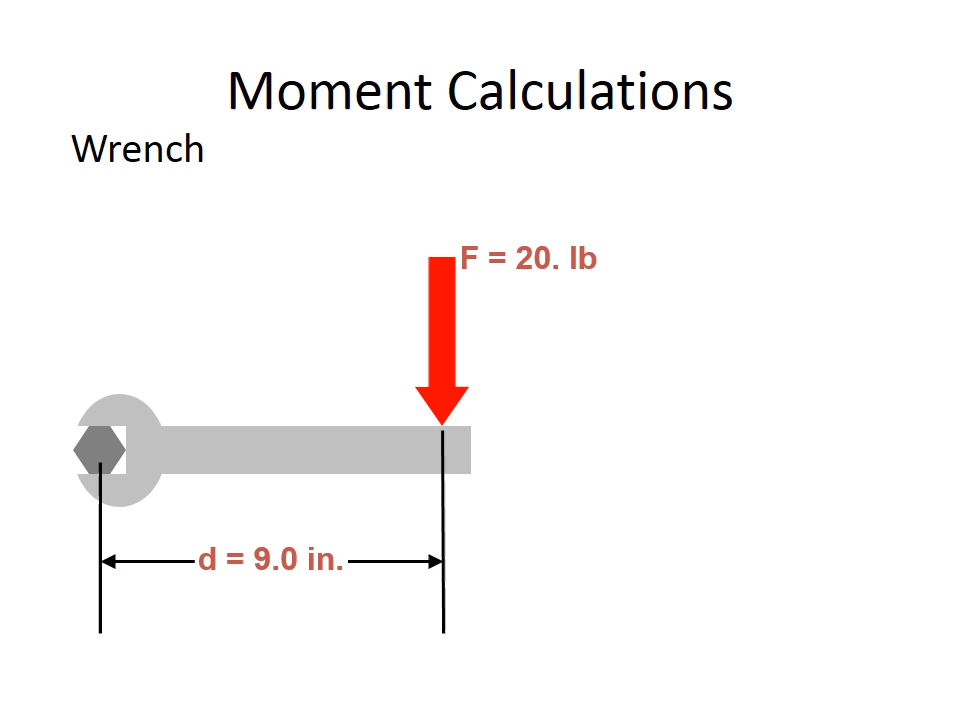 Moment Calculations
Wrench
F = 20. lb
d = 9.0 in.